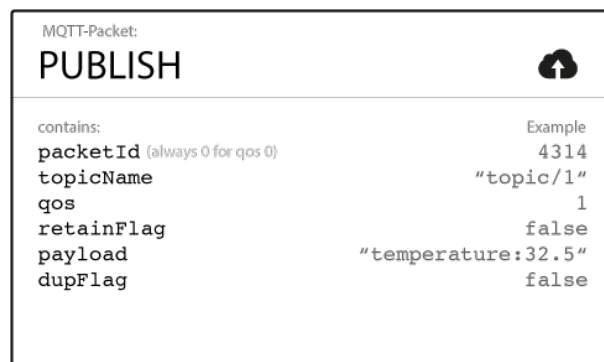 MQTT-Packet:
PUBLISH
contains: Example
packetId (always 0 for qos 0) 4314
topicName “topic/1“
qos 1
retainFlag false
payload “temperature:32.5“
dupFlag false